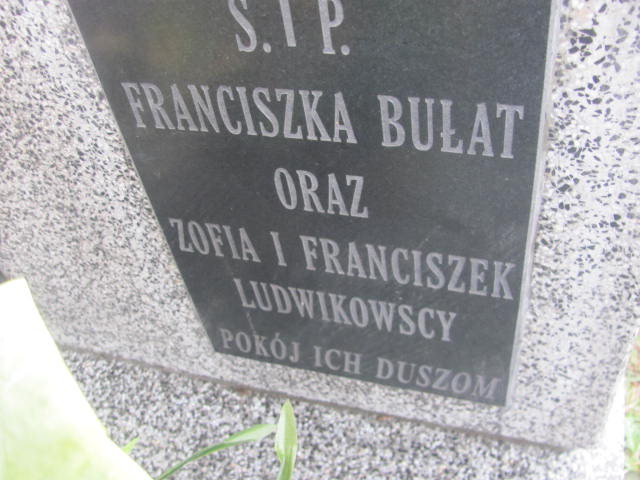 Ś. I P.
FRANCISZKA BUŁAT
ORAZ
ZOFIA I FRANCISZEK
LUDWIKOWSCY
POKÓJ ICH DUSZOM